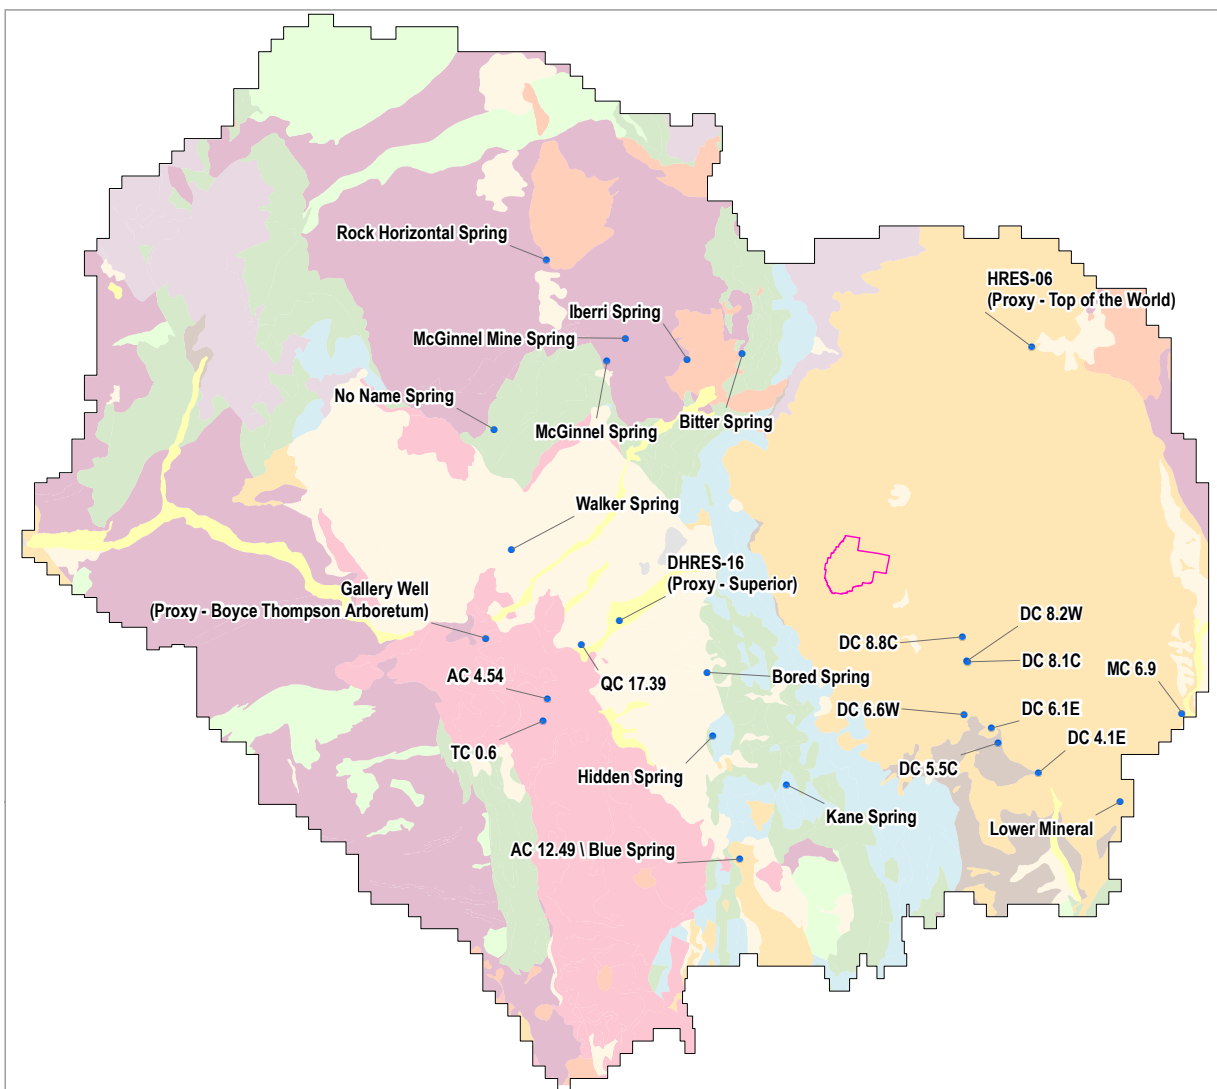 Rock Horizontal Spring
HRES-06
(Proxy - Top of the World)
Iberri Spring
McGinnel Mine Spring
No Name Spring
McGinnel Spring
Bitter Spring
Walker Spring
DHRES-16
(Proxy - Superior)
Gallery Well
(Proxy - Boyce Thompson Arboretum)
DC 8.2W
DC 8.8C
DC 8.1C
MC 6.9
AC 4.54
QC 17.39
Bored Spring
DC 6.6W
DC 6.1E
DC 4.1E
TC 0.6
Hidden Spring
DC 5.5C
Kane Spring
Lower Mineral
AC 12.49 \ Blue Spring